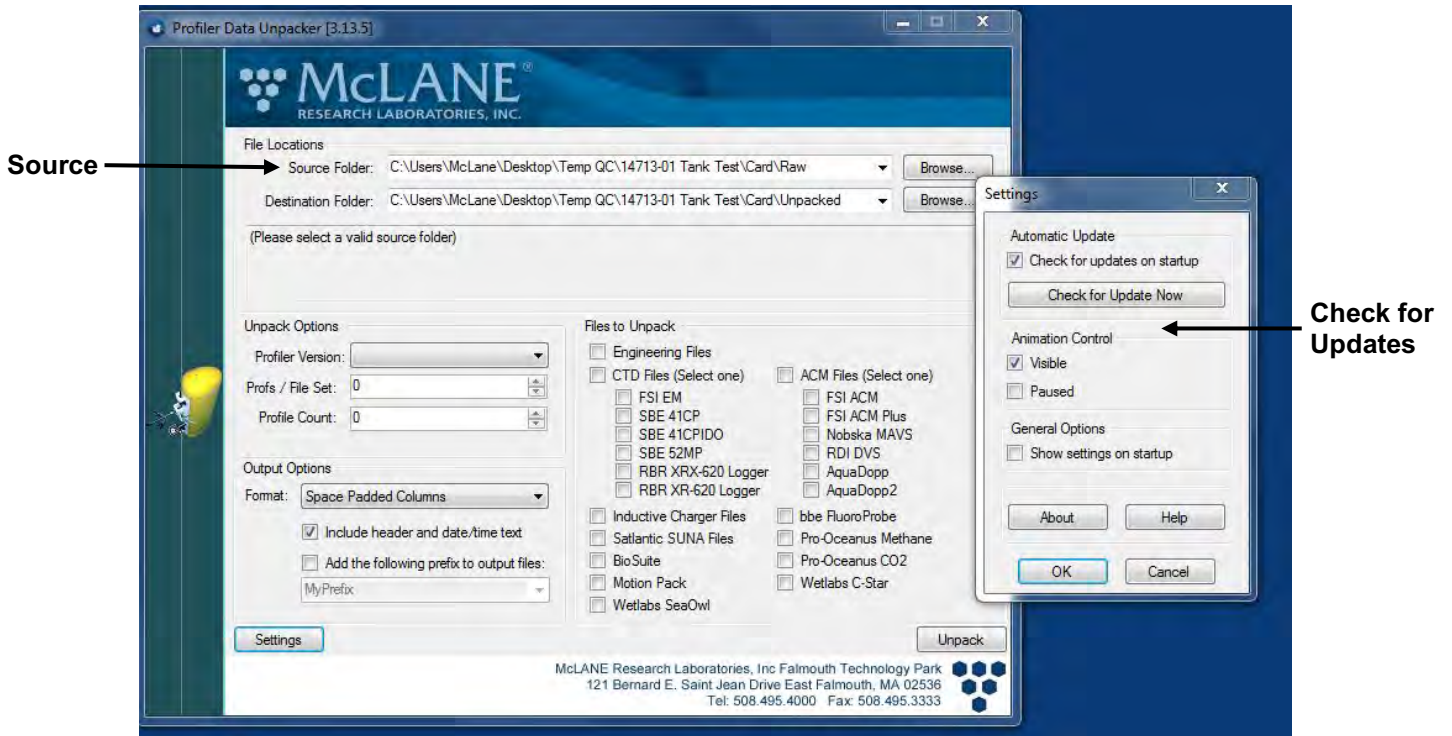 Profiler Data Unpacker [3.13.5]
McLANE®
RESEARCH LABORATORIES, INC.
File Locations
Source
Source Folder: C:\Users\McLane\Desktop\Temp QC\14713-01 Tank Test\Card\Raw Browse...
Destination Folder: C:\Users\McLane\Desktop\Temp QC\14713-01 Tank Test\Card\Unpacked Browse...
(Please select a valid source folder)
Unpack Options
Profiler Version:
Profs / File Set: 0
Profile Count: 0
Output Options
Format: Space Padded Columns
Include header and date/time text
Add the following prefix to output files:
MyPrefix
Files to Unpack
Engineering Files
CTD Files (Select one)
FSI EM
SBE 41CP
SBE 41CPIDO
SBE 52MP
RBR XRX-620 Logger
RBR XR-620 Logger
ACM Files (Select one)
FSI ACM
FSI ACM Plus
Nobska MAVS
RDI DVS
AquaDopp
AquaDopp2
Inductive Charger Files
Satlantic SUNA Files
BioSuite
Motion Pack
Wetlabs SeaOwl
bbe FluoroProbe
Pro-Oceanus Methane
Pro-Oceanus CO2
Wetlabs C-Star
Settings
Unpack
McLANE Research Laboratories, Inc Falmouth Technology Park
121 Bernard E. Saint Jean Drive East Falmouth, MA 02536
Tel: 508.495.4000 Fax: 508.495.3333
Settings
X
Automatic Update
Check for updates on startup
Check for Update Now
Animation Control
Visible
Paused
General Options
Show settings on startup
About
Help
OK
Cancel
Check for
Updates